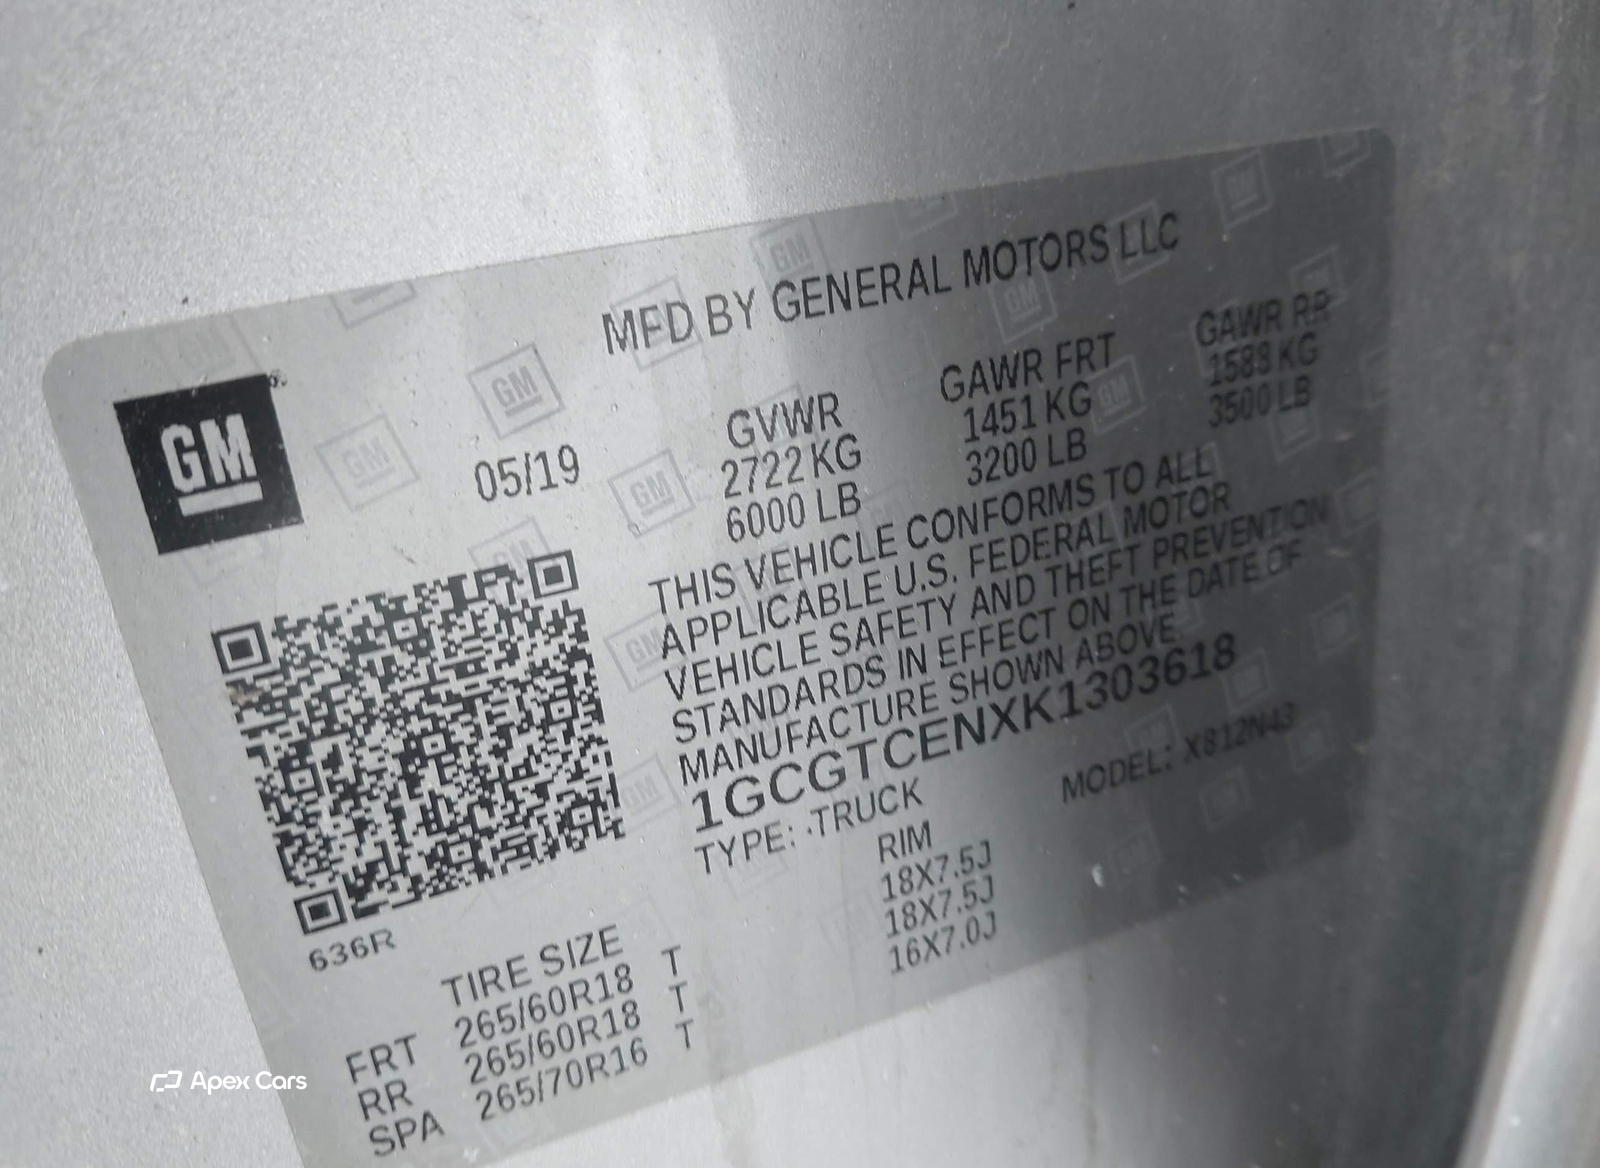 MFD BY GENERAL MOTORS LLC
GM
05/19
GVWR GAWR FRT GAWR RR
2722 KG 1451 KG 1588 KG
6000 LB 3200 LB 3500 LB
THIS VEHICLE CONFORMS TO ALL
APPLICABLE U.S. FEDERAL MOTOR
VEHICLE SAFETY AND THEFT PREVENTION
STANDARDS IN EFFECT ON THE DATE OF
MANUFACTURE SHOWN ABOVE.
1GCGTCENXK1303618
TYPE: TRUCK MODEL: X812N43
636R
TIRE SIZE RIM
FRT 265/60R18 T 18X7.5J
RR 265/60R18 T 18X7.5J
SPA 265/70R16 T 16X7.0J
Apex Cars